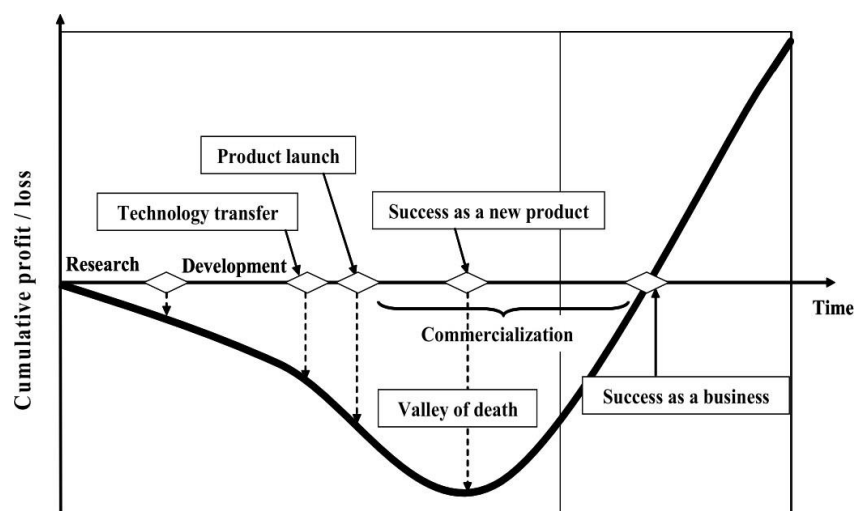 Product launch
Technology transfer
Success as a new product
Research
Development
Time
Commercialization
Cumulative profit / loss
Valley of death
Success as a business